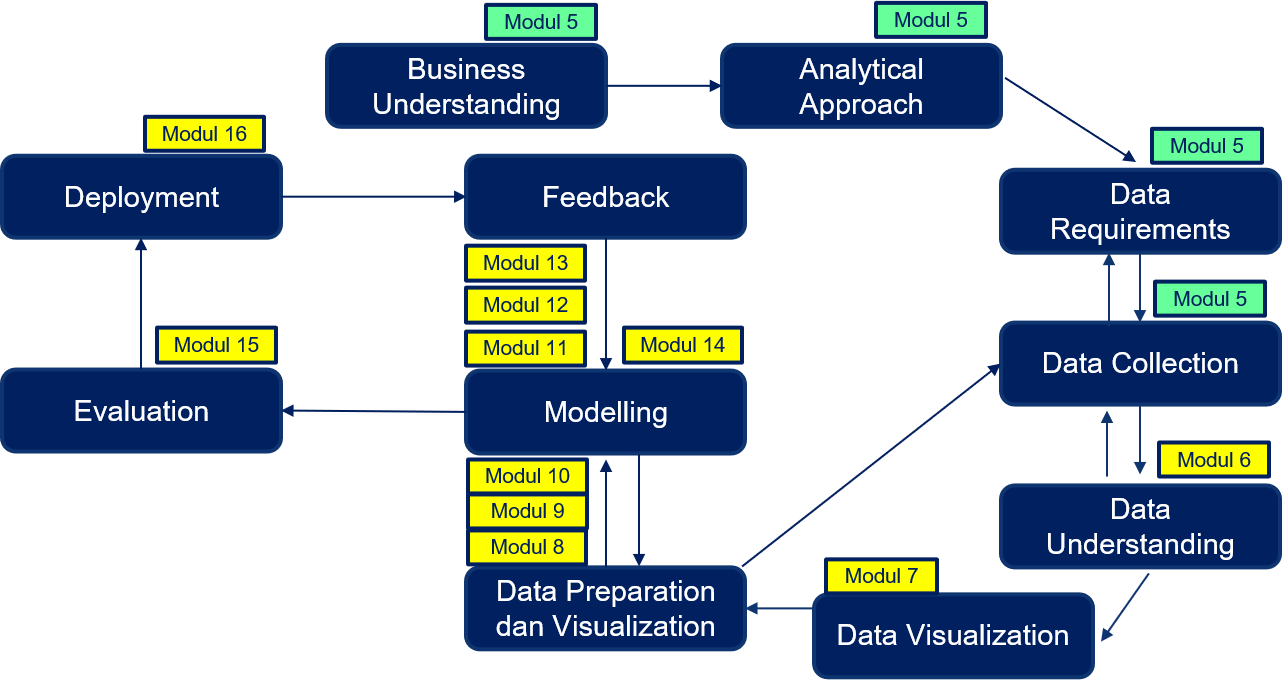 Modul 5
Business
Understanding
Modul 5
Analytical
Approach
Modul 16
Deployment
Feedback
Modul 5
Data
Requirements
Modul 13
Modul 12
Modul 11
Modul 14
Modul 15
Evaluation
Modelling
Modul 5
Data Collection
Modul 10
Modul 9
Modul 8
Data Preparation
dan Visualization
Modul 6
Data
Understanding
Modul 7
Data Visualization